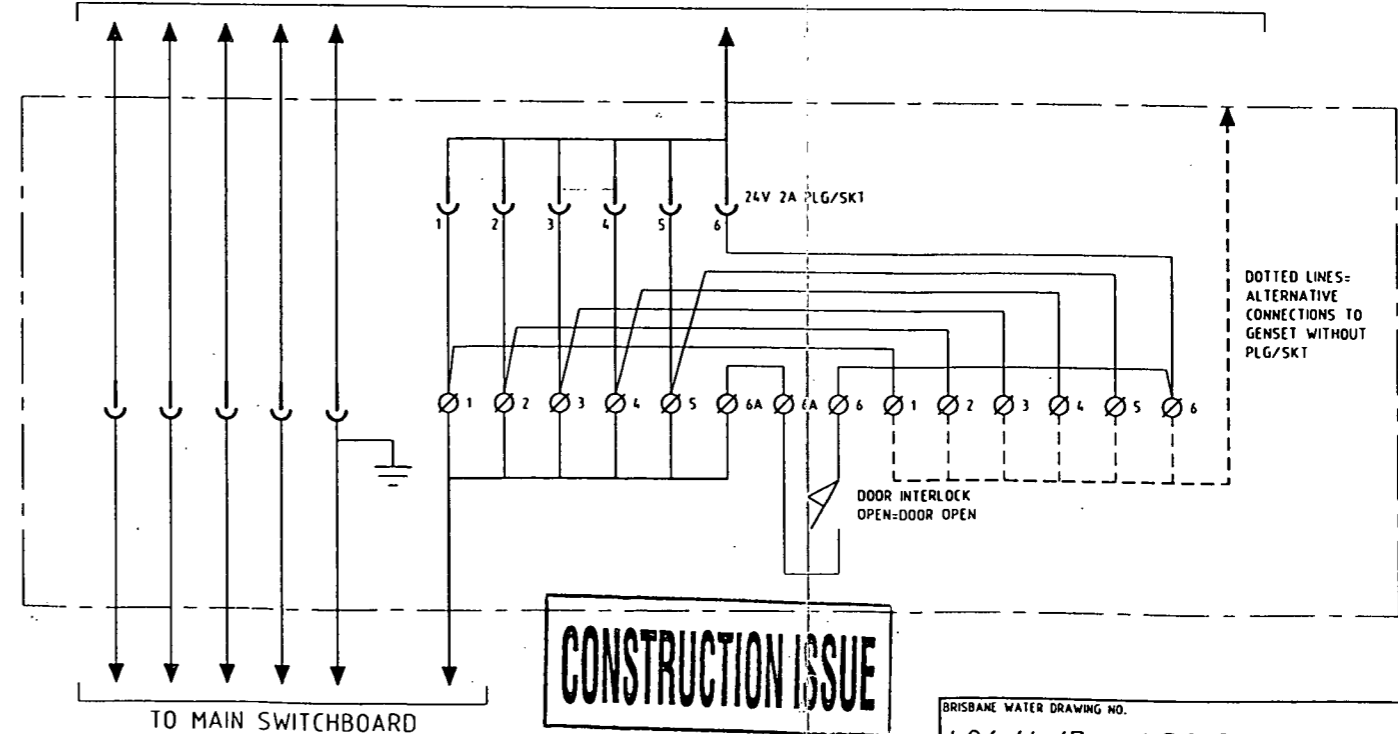 24V 2A PLG/SKT
1 2 3 4 5 6
DOTTED LINES=
ALTERNATIVE
CONNECTIONS TO
GENSET WITHOUT
PLG/SKT
1 2 3 4 5 6A 6A 6 1 2 3 4 5 6
DOOR INTERLOCK
OPEN=DOOR OPEN
CONSTRUCTION ISSUE
TO MAIN SWITCHBOARD
BRISBANE WATER DRAWING NO.